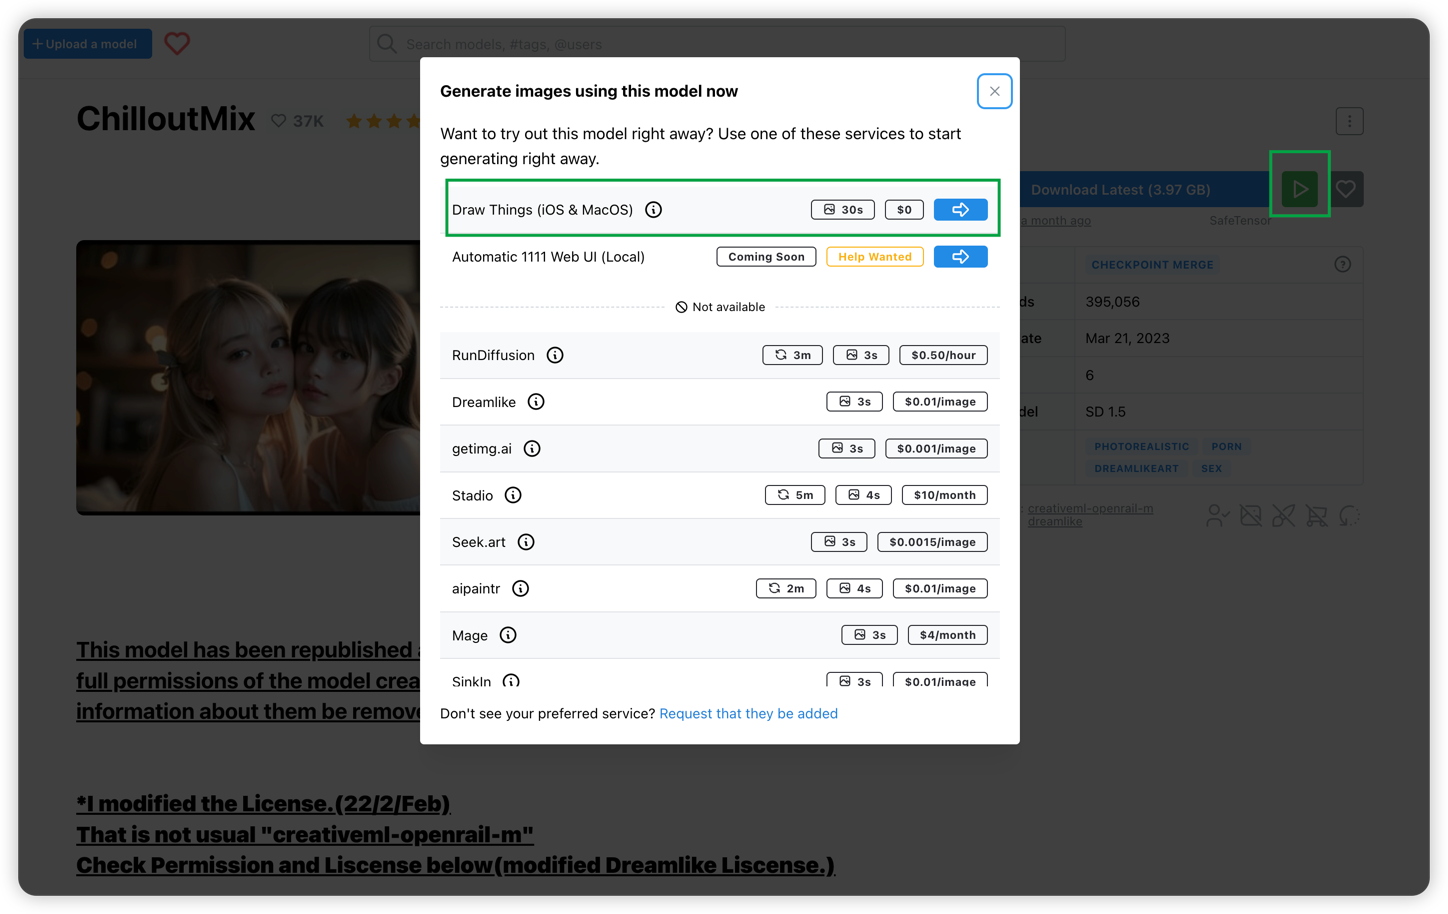 Upload a model
Search models, #tags, @users
ChilloutMix
37K
Generate images using this model now
Want to try out this model right away? Use one of these services to start
generating right away.
Draw Things (iOS & MacOS) 30s $0
Automatic 1111 Web UI (Local) Coming Soon Help Wanted
Not available
RunDiffusion 3m 3s $0.50/hour
Dreamlike 3s $0.01/image
getimg.ai 3s $0.001/image
Stadio 5m 4s $10/month
Seek.art 3s $0.0015/image
aipaintr 2m 4s $0.01/image
Mage 3s $4/month
SinkIn 3s $0.01/image
Don't see your preferred service? Request that they be added
Download Latest (3.97 GB)
a month ago SafeTensor
CHECKPOINT MERGE
ds 395,056
ate Mar 21, 2023
6
del SD 1.5
PHOTOREALISTIC PORN
DREAMLIKEART SEX
creativeml-openrail-m
dreamlike
This model has been republished
full permissions of the model crea
information about them be remove
*I modified the License.(22/2/Feb)
That is not usual "creativeml-openrail-m"
Check Permission and Liscense below(modified Dreamlike Liscense.)